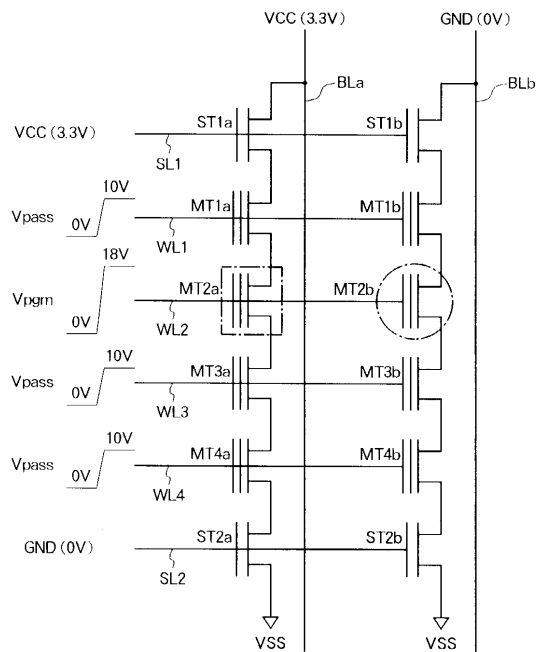 VCC (3.3V) GND (0V)
BLa BLb
ST1a ST1b
VCC (3.3V)
SL1
10V
MT1a MT1b
Vpass
0V
WL1
18V
MT2a MT2b
Vpgm
0V
WL2
10V
MT3a MT3b
Vpass
0V
WL3
10V
MT4a MT4b
Vpass
0V
WL4
ST2a ST2b
GND (0V)
SL2
VSS VSS